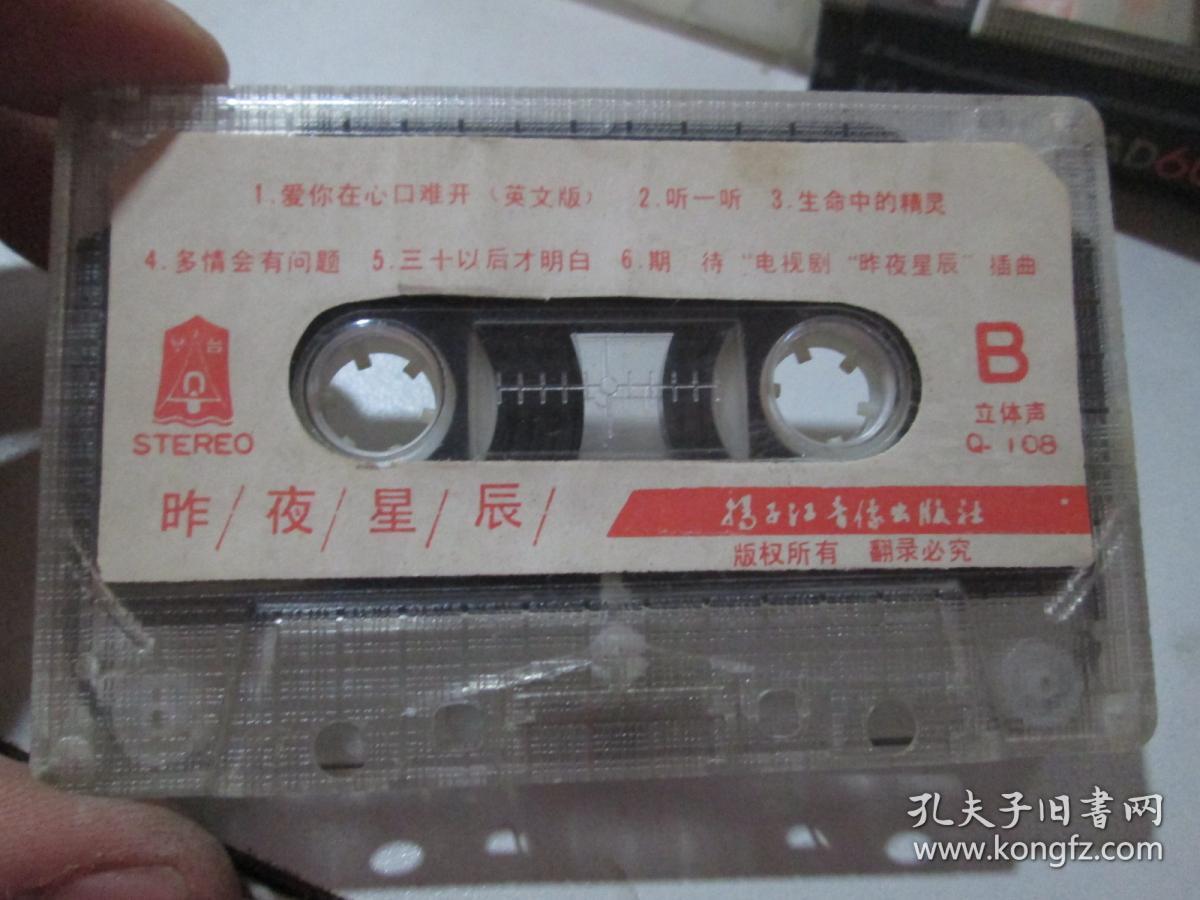 1.爱你在心口难开（英文版） 2.听一听 3.生命中的精灵
4.多情会有问题 5.三十以后才明白 6.期 待 "电视剧 "昨夜星辰" 插曲
台
STEREO
B
立体声
Q-108
昨/夜/星/辰/
扬子江音像出版社
版权所有 翻录必究
孔夫子旧書网
www.kongfz.com